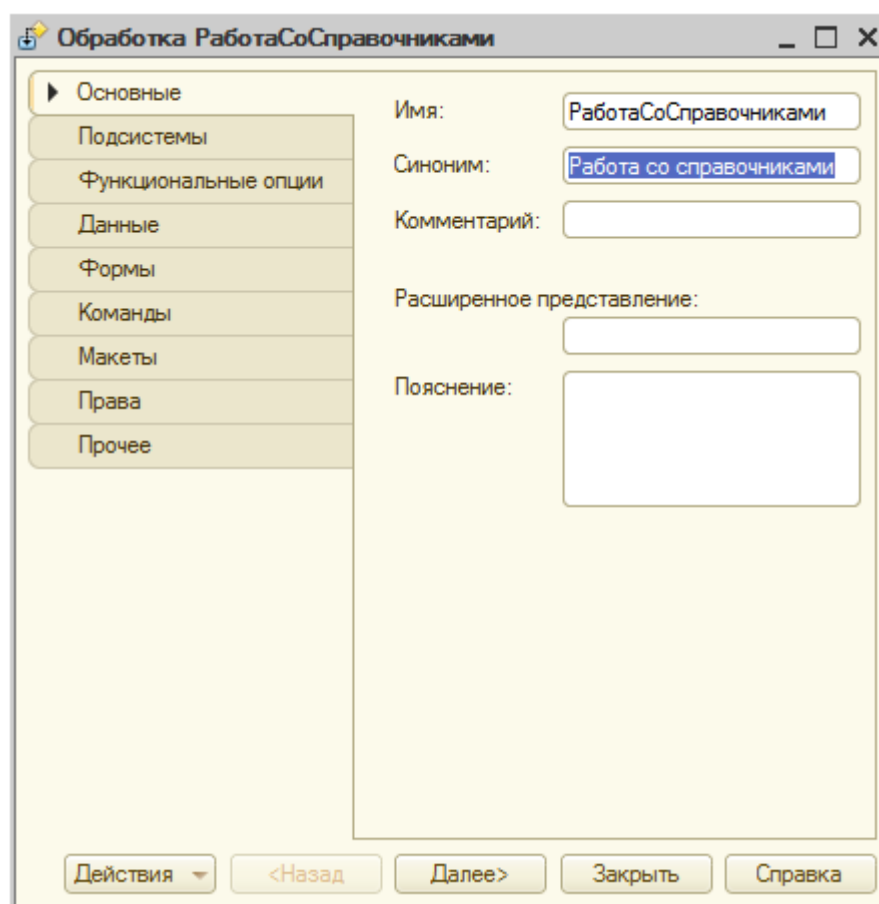 Обработка РаботаСоСправочниками
Основные
Подсистемы
Функциональные опции
Данные
Формы
Команды
Макеты
Права
Прочее
Имя: РаботаСоСправочниками
Синоним: Работа со справочниками
Комментарий:
Расширенное представление:
Пояснение:
Действия <Назад Далее> Закрыть Справка